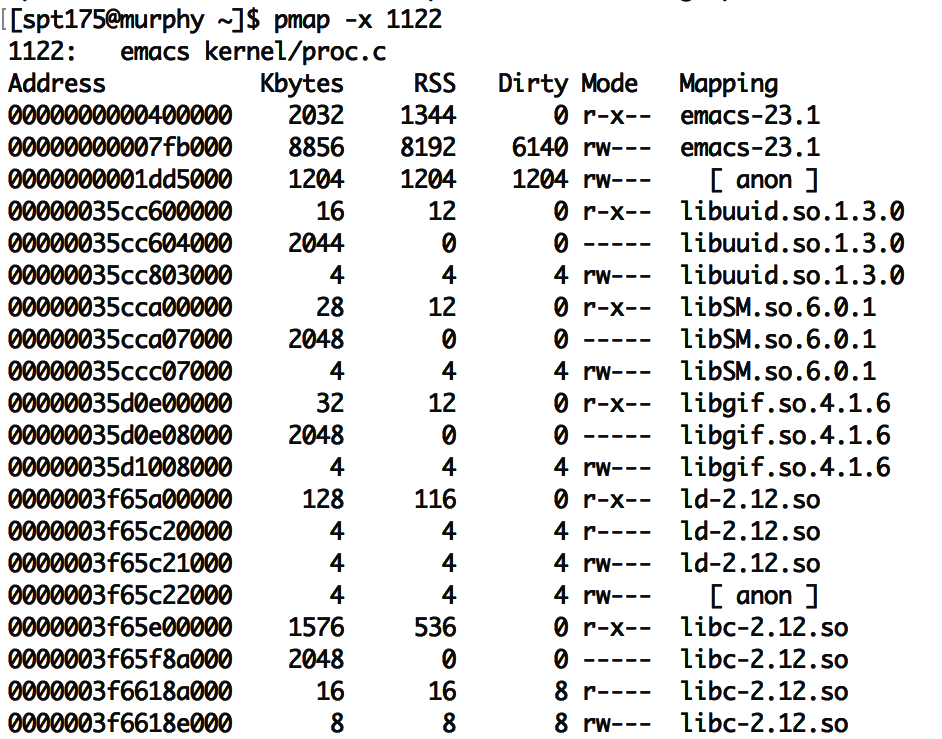 [spt175@murphy ~]$ pmap -x 1122
1122:   emacs kernel/proc.c
Address           Kbytes     RSS   Dirty Mode   Mapping
0000000000400000    2032    1344       0 r-x--  emacs-23.1
00000000007fb000    8856    8192    6140 rw---  emacs-23.1
0000000001dd5000    1204    1204    1204 rw---    [ anon ]
00000035cc600000      16      12       0 r-x--  libuuid.so.1.3.0
00000035cc604000    2044       0       0 -----  libuuid.so.1.3.0
00000035cc803000       4       4       4 rw---  libuuid.so.1.3.0
00000035cca00000      28      12       0 r-x--  libSM.so.6.0.1
00000035cca07000    2048       0       0 -----  libSM.so.6.0.1
00000035ccc07000       4       4       4 rw---  libSM.so.6.0.1
00000035d0e00000      32      12       0 r-x--  libgif.so.4.1.6
00000035d0e08000    2048       0       0 -----  libgif.so.4.1.6
00000035d1008000       4       4       4 rw---  libgif.so.4.1.6
0000003f65a00000     128     116       0 r-x--  ld-2.12.so
0000003f65c20000       4       4       4 r----  ld-2.12.so
0000003f65c21000       4       4       4 rw---  ld-2.12.so
0000003f65c22000       4       4       4 rw---    [ anon ]
0000003f65e00000    1576     536       0 r-x--  libc-2.12.so
0000003f65f8a000    2048       0       0 -----  libc-2.12.so
0000003f6618a000      16      16       8 r----  libc-2.12.so
0000003f6618e000       8       8       8 rw---  libc-2.12.so